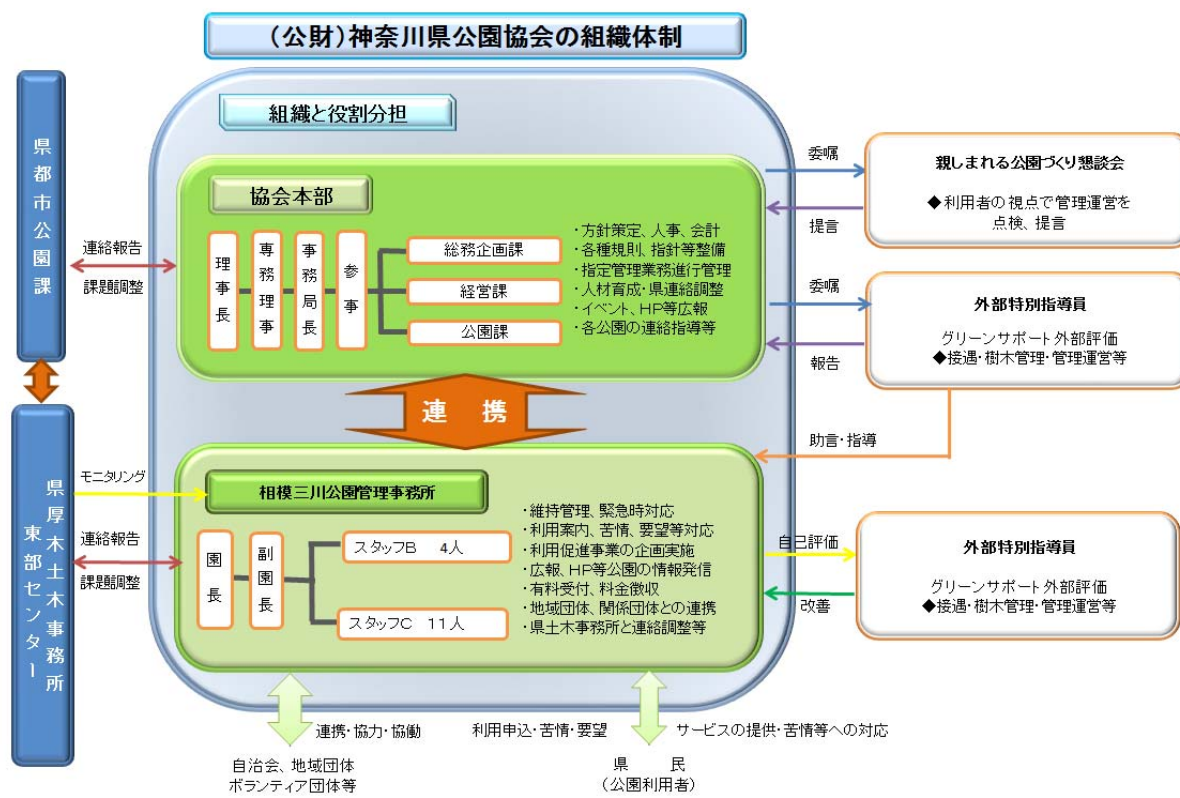 (公財)神奈川県公園協会の組織体制
組織と役割分担
県都市公園課
連絡報告
課題調整
協会本部
理事長
専務理事
事務局長
参事
総務企画課
経営課
公園課
・方針策定、人事、会計
・各種規則、指針等整備
・指定管理業務進行管理
・人材育成・県連絡調整
・イベント、HP等広報
・各公園の連絡指導等
委嘱
提言
親しまれる公園づくり懇談会
◆利用者の視点で管理運営を
点検、提言
委嘱
報告
外部特別指導員
グリーンサポート外部評価
◆接遇・樹木管理・管理運営等
連 携
助言・指導
県厚木土木事務所
東部センター
モニタリング
連絡報告
課題調整
相模三川公園管理事務所
園長
副園長
スタッフB 4人
スタッフC 11人
・維持管理、緊急時対応
・利用案内、苦情、要望等対応
・利用促進事業の企画実施
・広報、HP等公園の情報発信
・有料受付、料金徴収
・地域団体、関係団体との連携
・県土木事務所と連絡調整等
自己評価
改善
外部特別指導員
グリーンサポート外部評価
◆接遇・樹木管理・管理運営等
連携・協力・協働
自治会、地域団体
ボランティア団体等
利用申込・苦情・要望
サービスの提供・苦情等への対応
県 民
(公園利用者)